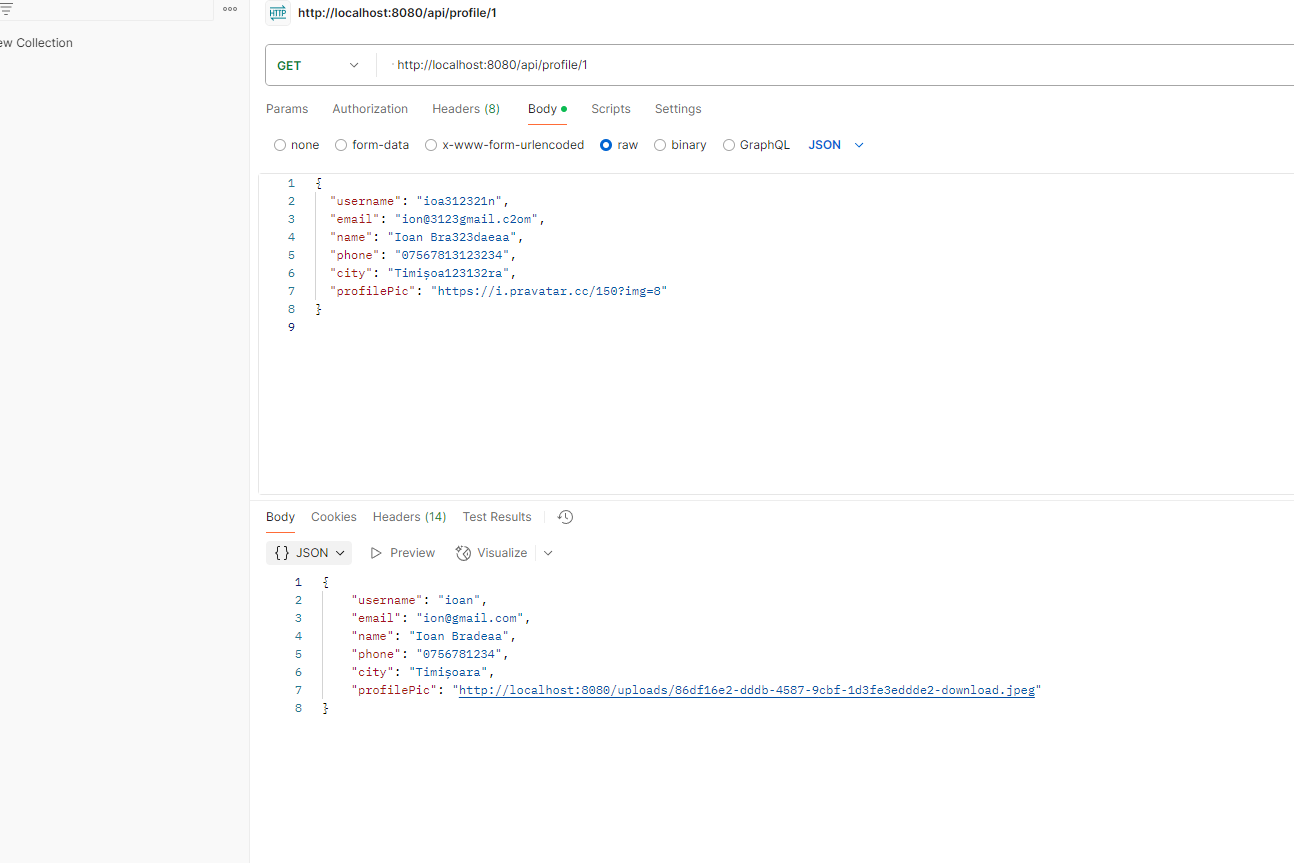 HTTP http://localhost:8080/api/profile/1
ew Collection
GET http://localhost:8080/api/profile/1
Params Authorization Headers (8) Body Scripts Settings
none form-data x-www-form-urlencoded raw binary GraphQL JSON
1 {
2 "username": "ioa312321n",
3 "email": "ion@3123gmail.c2om",
4 "name": "Ioan Bra323daeaa",
5 "phone": "07567813123234",
6 "city": "Timișoa123132ra",
7 "profilePic": "https://i.pravatar.cc/150?img=8"
8 }
9
Body Cookies Headers (14) Test Results
{} JSON Preview Visualize
1 {
2 "username": "ioan",
3 "email": "ion@gmail.com",
4 "name": "Ioan Bradeaa",
5 "phone": "0756781234",
6 "city": "Timișoara",
7 "profilePic": "http://localhost:8080/uploads/86df16e2-dddb-4587-9cbf-1d3fe3eddde2-download.jpeg"
8 }